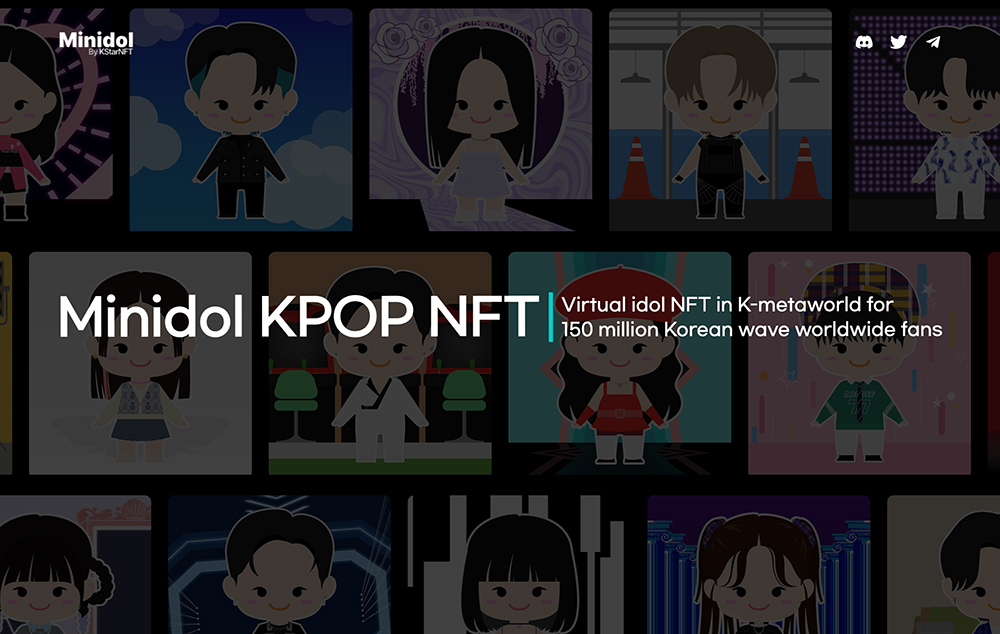 Minidol
By KStarNFT
Minidol KPOP NFT
Virtual idol NFT in K-metaworld for
150 million Korean wave worldwide fans